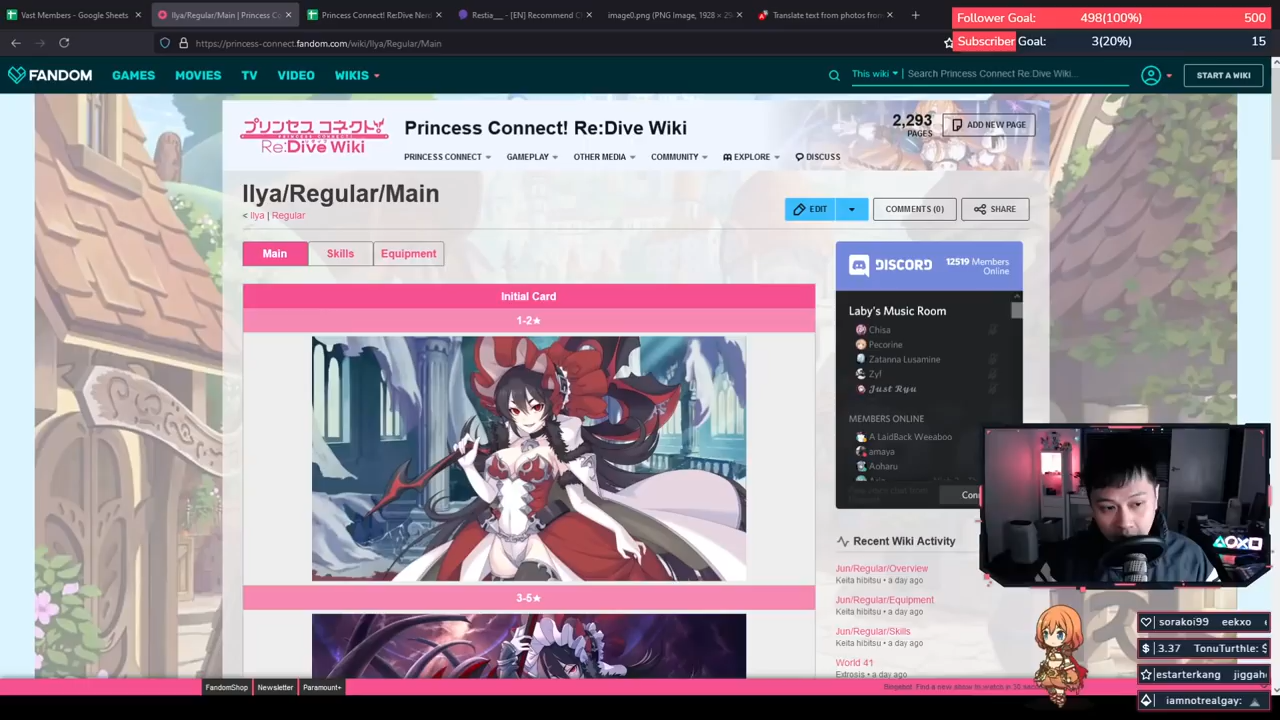 Vast Members - Google Sheets
Ilya/Regular/Main | Princess C
Princess Connect! Re:Dive Ner
Restia___ - [EN] Recommend C
image0.png (PNG Image, 1928 × 29
Translate text from photos from
Follower Goal: 498(100%) 500
Subscriber Goal: 3(20%) 15
https://princess-connect.fandom.com/wiki/Ilya/Regular/Main
FANDOM GAMES MOVIES TV VIDEO WIKIS
This wiki Search Princess Connect Re:Dive Wiki...
START A WIKI
プリンセス コネクト!
PRINCESS CONNECT!
Re:Dive Wiki
Princess Connect! Re:Dive Wiki
2,293
PAGES
ADD NEW PAGE
PRINCESS CONNECT GAMEPLAY OTHER MEDIA COMMUNITY EXPLORE DISCUSS
Ilya/Regular/Main
< Ilya | Regular
EDIT COMMENTS (0) SHARE
Main Skills Equipment
Initial Card
1-2★
3-5★
DISCORD
12519 Members
Online
Laby's Music Room
Chisa
Pecorine
Zatanna Lusamine
Zyf
Just Ryu
MEMBERS ONLINE
A LaidBack Weeaboo
amaya
Aoharu
Recent Wiki Activity
Jun/Regular/Overview
Keita hibitsu • a day ago
Jun/Regular/Equipment
Keita hibitsu • a day ago
Jun/Regular/Skills
Keita hibitsu • a day ago
World 41
Extrosis • a day ago
FandomShop Newsletter Paramount+
sorakoi99 eekxo
$ 3.37 TonuTurthle: $
estarterkang jiggah
iamnotrealgay: